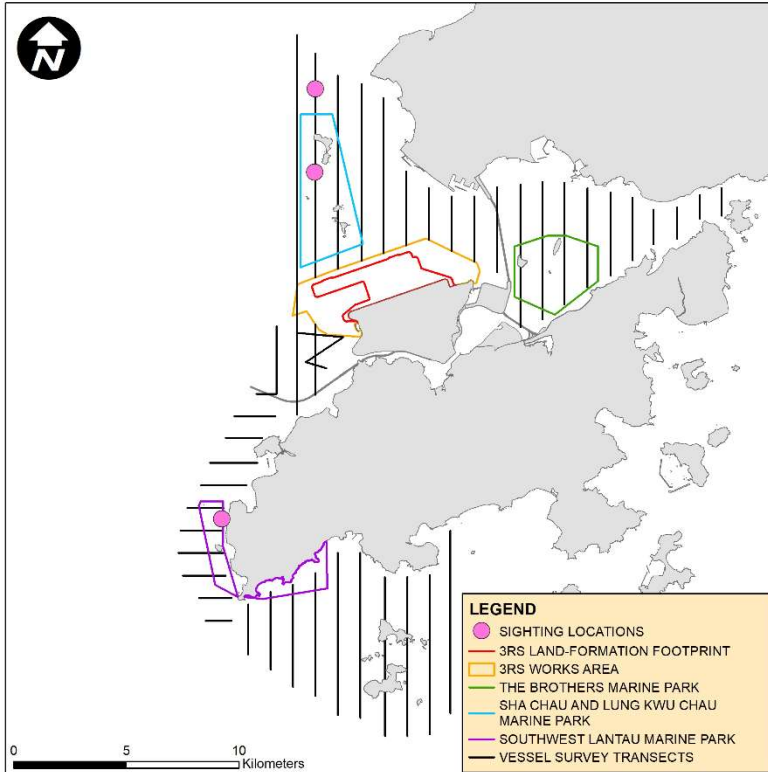 N
LEGEND
SIGHTING LOCATIONS
3RS LAND-FORMATION FOOTPRINT
3RS WORKS AREA
THE BROTHERS MARINE PARK
SHA CHAU AND LUNG KWU CHAU
MARINE PARK
SOUTHWEST LANTAU MARINE PARK
VESSEL SURVEY TRANSECTS
0 5 10
Kilometers